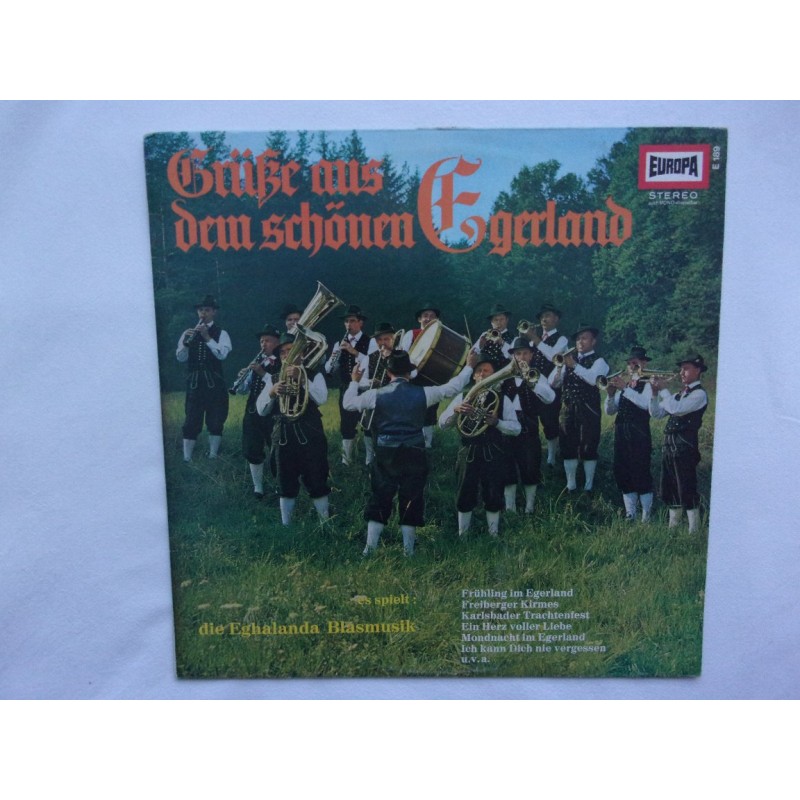 Grüße aus
dem schönen Egerland
EUROPA
STEREO
E 189
es spielt :
die Eghalanda Blasmusik
Frühling im Egerland
Freiberger Kirmes
Karlsbader Trachtenfest
Ein Herz voller Liebe
Mondnacht im Egerland
Ich kann Dich nie vergessen
u.v.a.